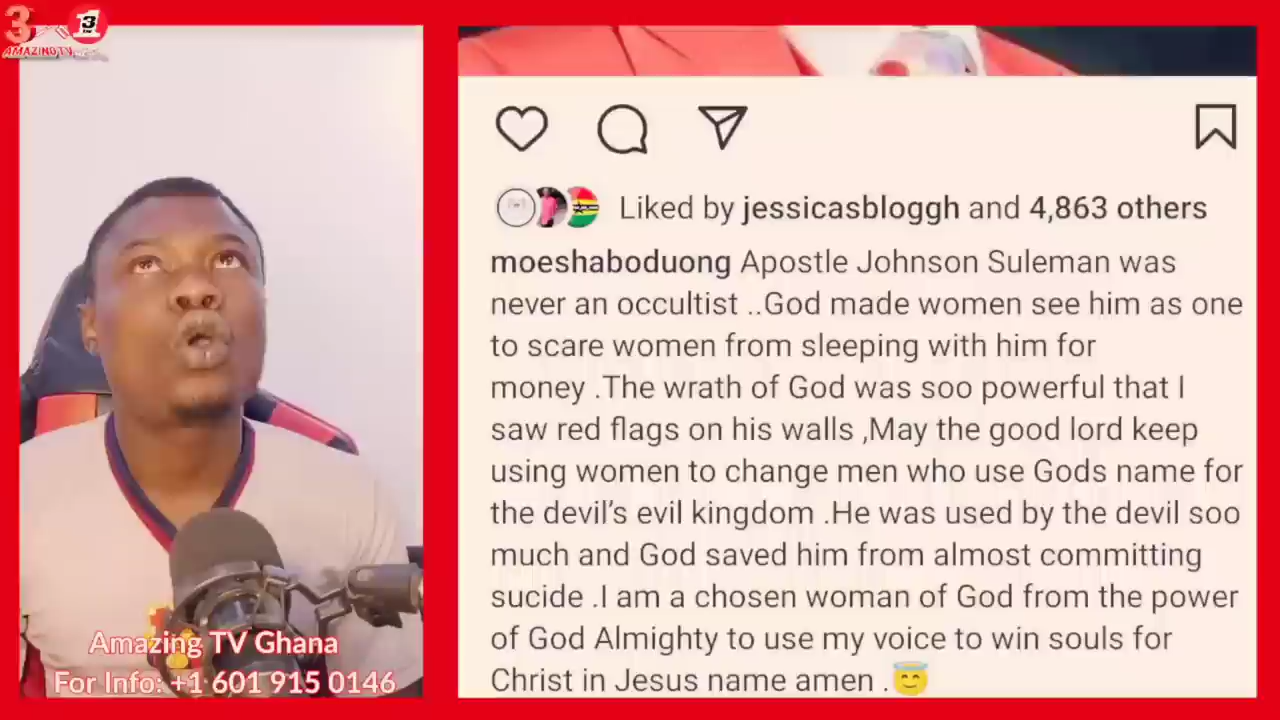 3
3
AMAZING TV
Amazing TV Ghana
For Info: +1 601 915 0146
Liked by jessicasbloggh and 4,863 others
moeshaboduong Apostle Johnson Suleman was
never an occultist ..God made women see him as one
to scare women from sleeping with him for
money .The wrath of God was soo powerful that I
saw red flags on his walls ,May the good lord keep
using women to change men who use Gods name for
the devil’s evil kingdom .He was used by the devil soo
much and God saved him from almost committing
sucide .I am a chosen woman of God from the power
of God Almighty to use my voice to win souls for
Christ in Jesus name amen .😇